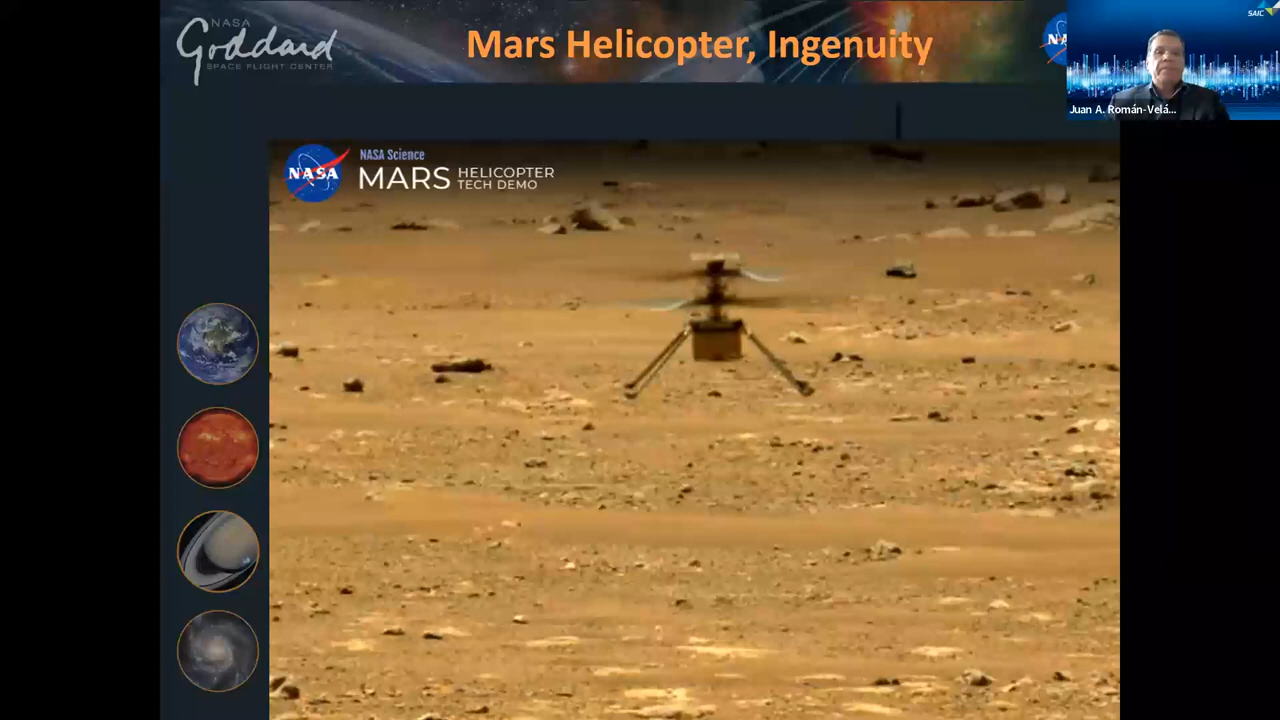 NASA
Goddard
SPACE FLIGHT CENTER
Mars Helicopter, Ingenuity
NA
SAIC
Juan A. Román-Velá...
NASA
NASA Science
MARS HELICOPTER
TECH DEMO